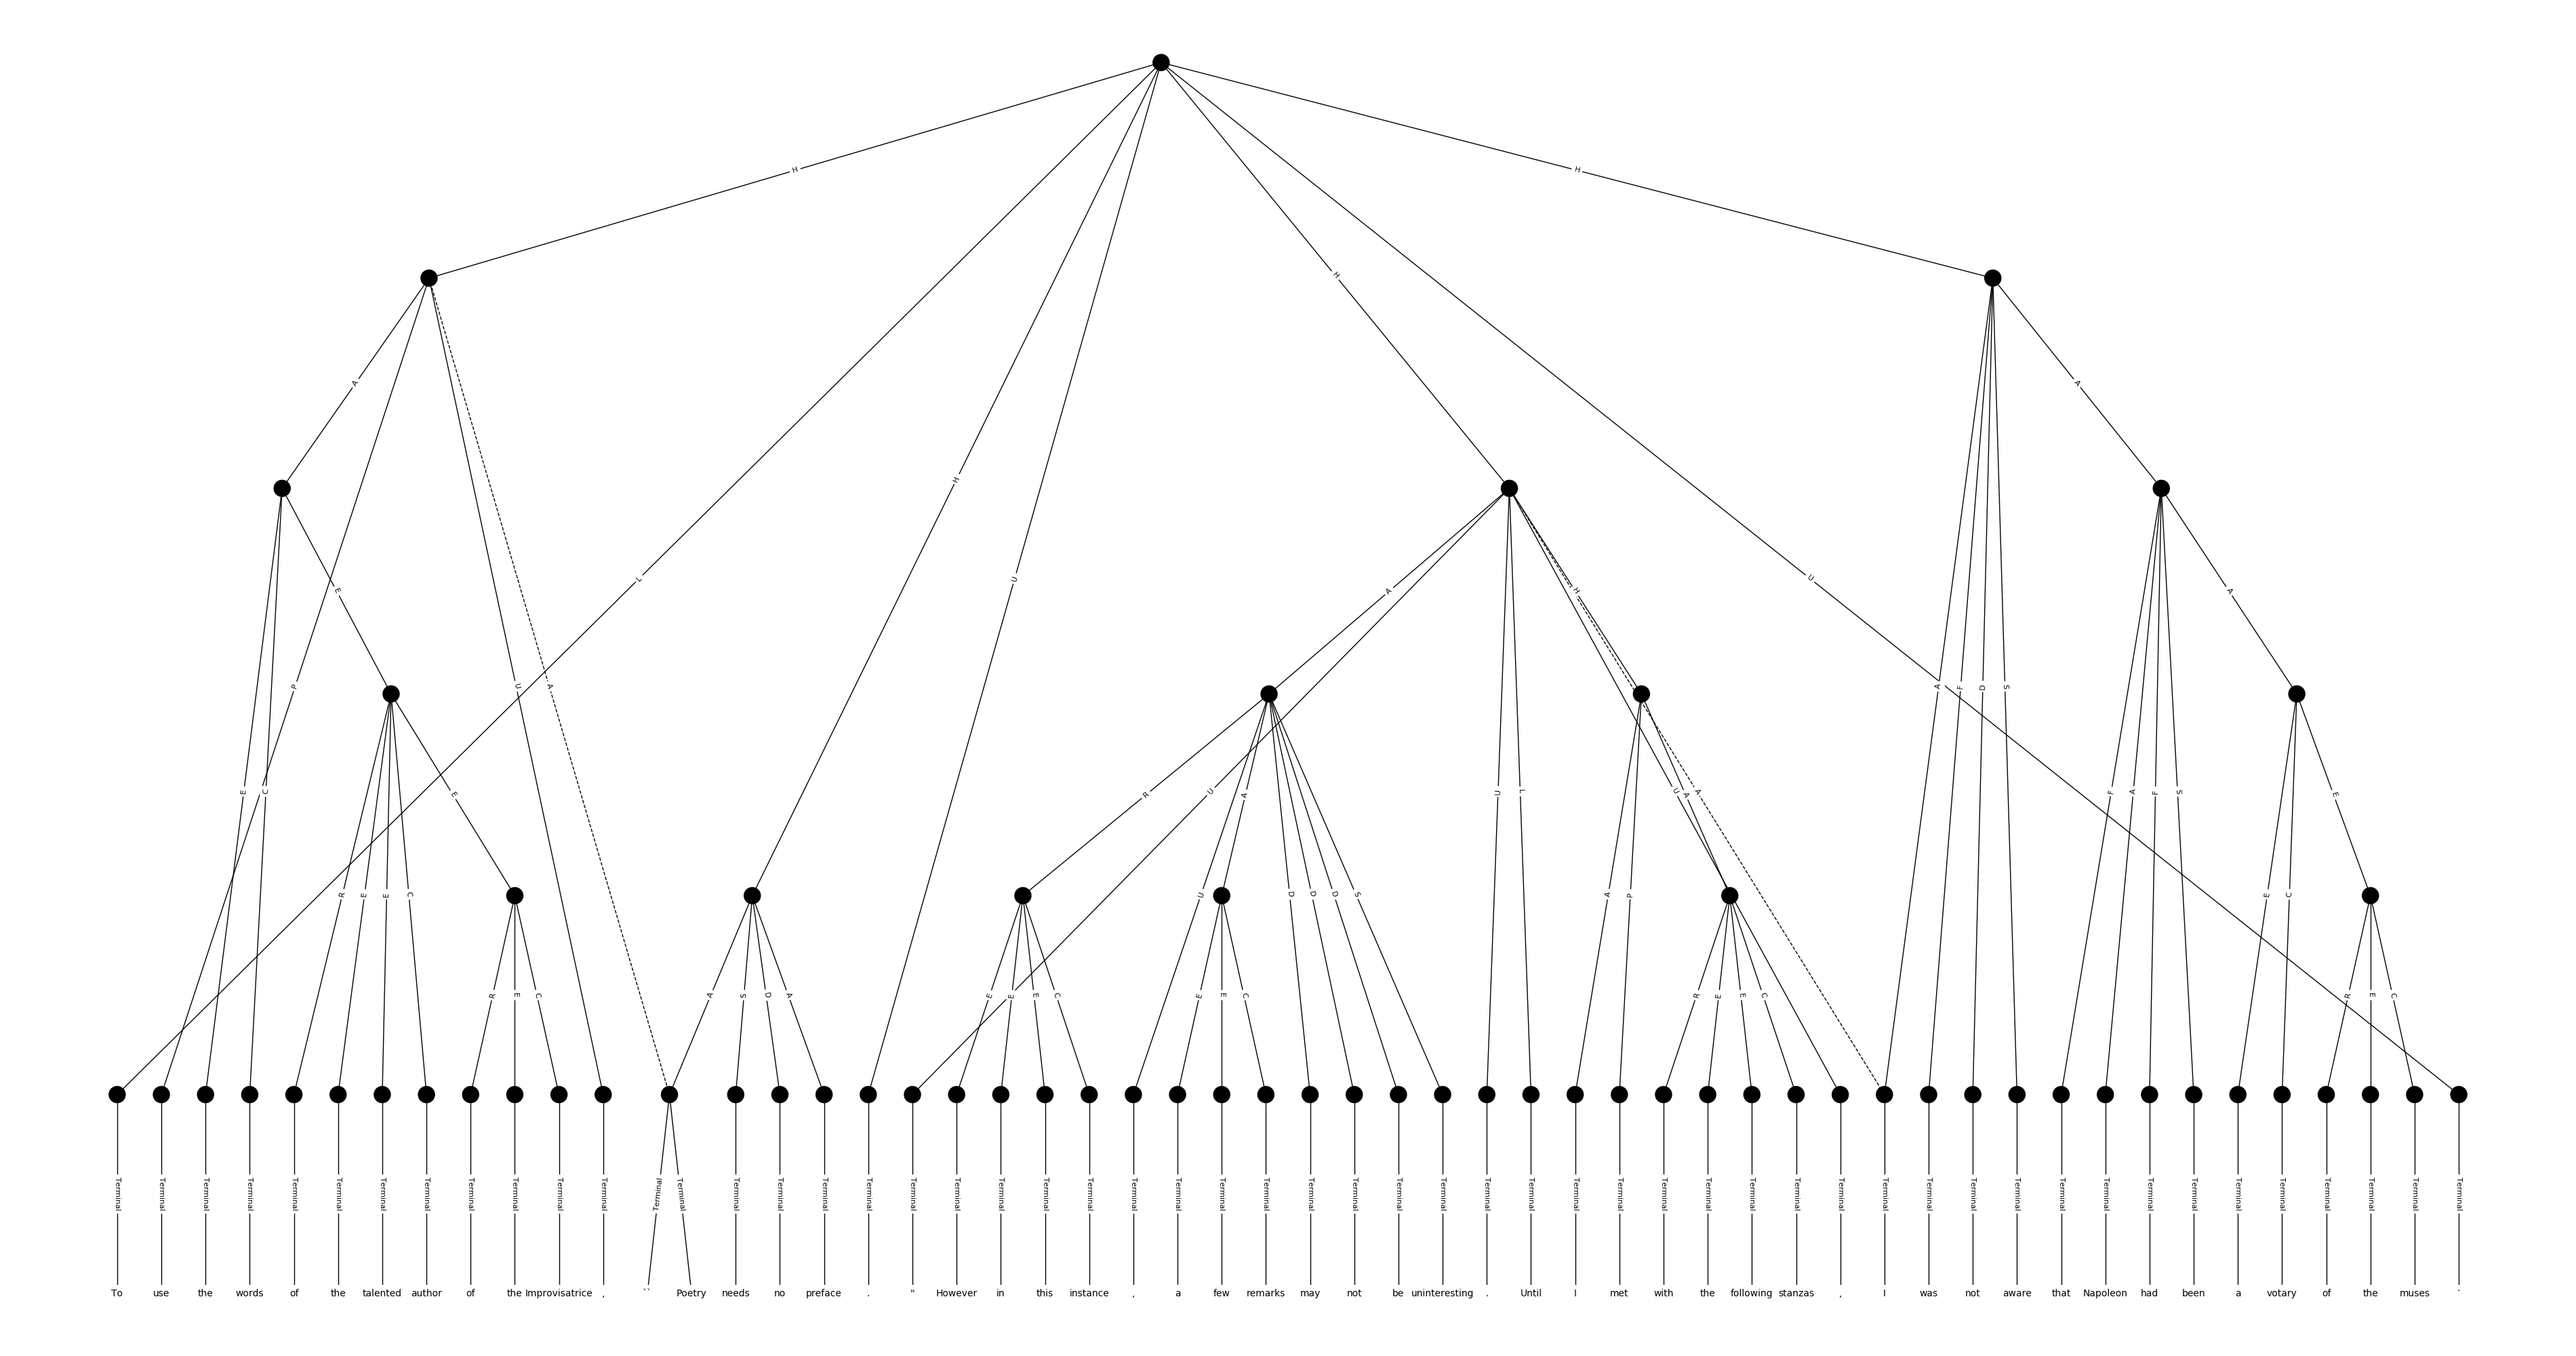 H H
H
A A
H
L H U U
E A H A
P U A A F D S
E C E R U U L U A A F A F S E
R E E C U A D D D S A P E C
R E C A S D A E E E C E E C R E E C R E C
Terminal Terminal Terminal Terminal Terminal Terminal Terminal Terminal Terminal Terminal Terminal Terminal Terminal Terminal Terminal Terminal Terminal Terminal Terminal Terminal Terminal Terminal Terminal Terminal Terminal Terminal Terminal Terminal Terminal Terminal Terminal Terminal Terminal Terminal Terminal Terminal Terminal Terminal Terminal Terminal Terminal Terminal Terminal Terminal Terminal Terminal Terminal Terminal Terminal Terminal Terminal Terminal Terminal Terminal
To use the words of the talented author of the Improvisatrice , `` Poetry needs no preface . " However in this instance , a few remarks may not be uninteresting . Until I met with the following stanzas , I was not aware that Napoleon had been a votary of the muses .